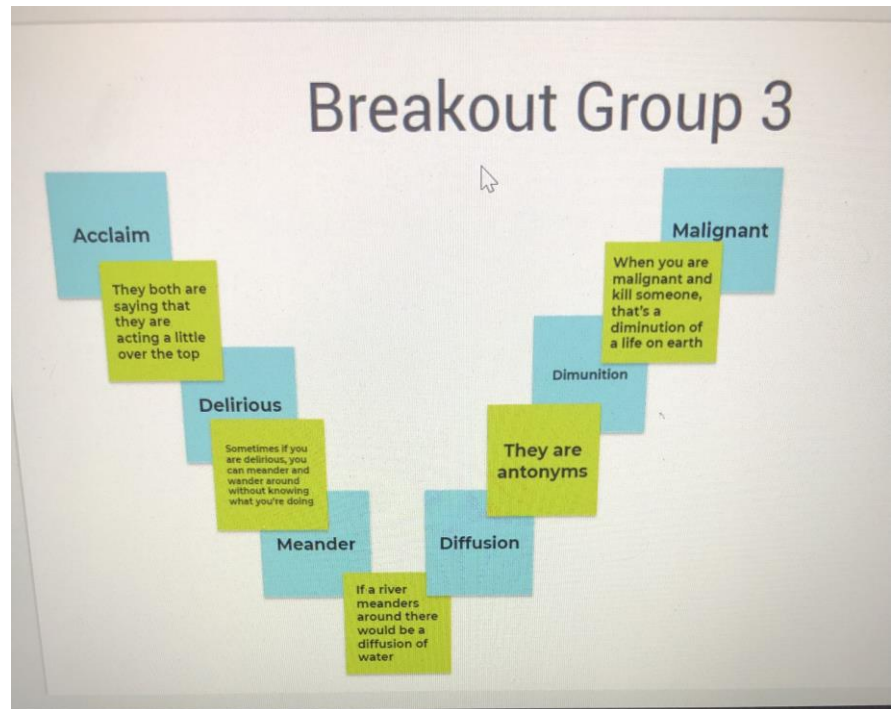 Breakout Group 3
Acclaim
They both are
saying that
they are
acting a little
over the top
Delirious
Sometimes if you
are delirious, you
can meander and
wander around
without knowing
what you're doing
Meander
If a river
meanders
around there
would be a
diffusion of
water
Diffusion
They are
antonyms
Dimunition
When you are
malignant and
kill someone,
that's a
diminution of
a life on earth
Malignant